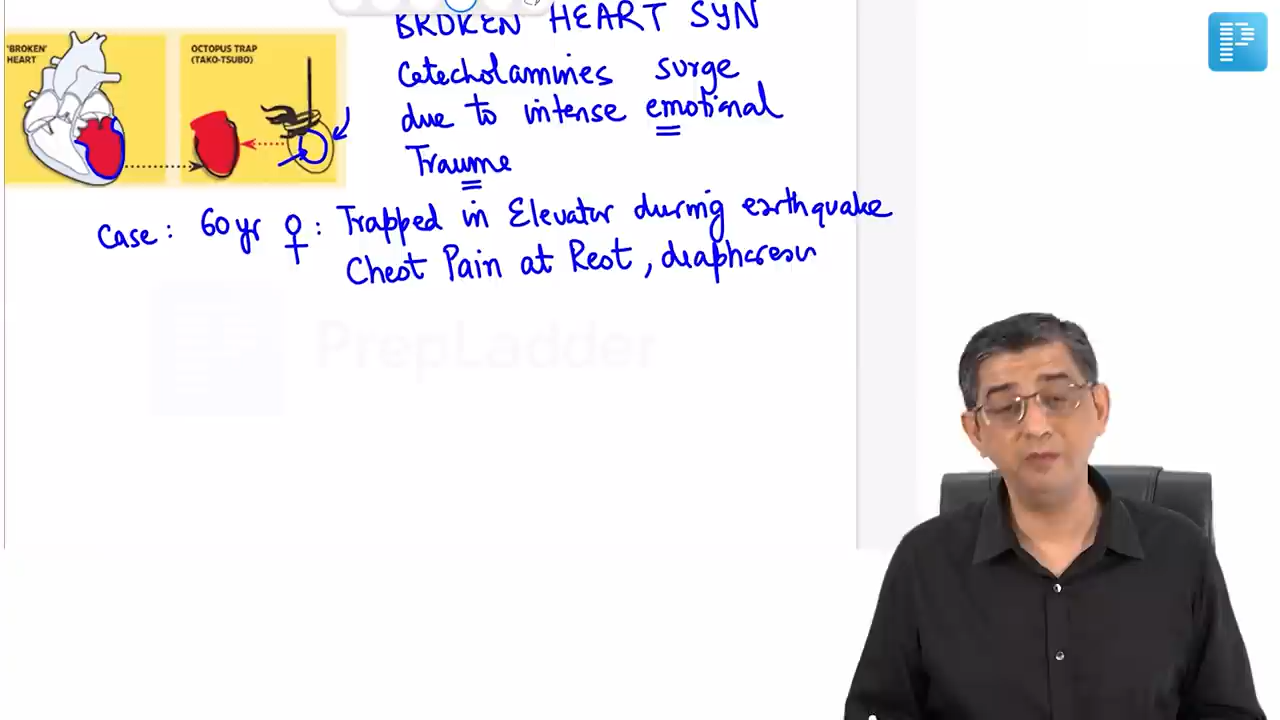 BROKEN HEART SYN
'BROKEN'
HEART
OCTOPUS TRAP
(TAKO-TSUBO)
Catecholamines surge
due to intense emotional
Traume
Case: 60 yr ♀: Trapped in Elevator during earthquake
Chest Pain at Rest, diaphoresis
PrepLadder